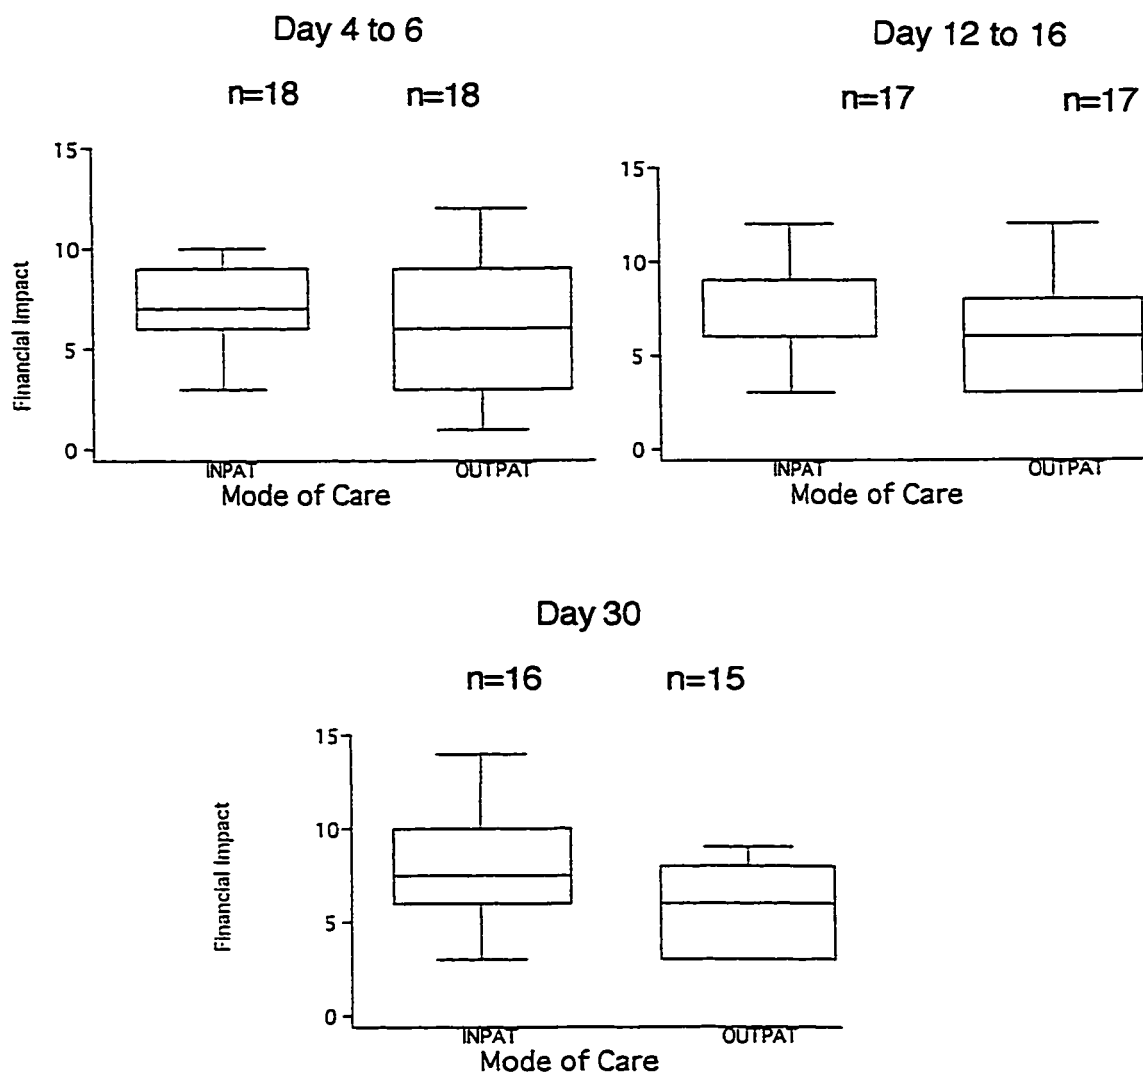 Day 4 to 6
n=18 n=18
15
10
5
0
Financial Impact
INPAT OUTPAT
Mode of Care
Day 12 to 16
n=17 n=17
15
10
5
0
INPAT OUTPAT
Mode of Care
Day 30
n=16 n=15
15
10
5
0
Financial Impact
INPAT OUTPAT
Mode of Care